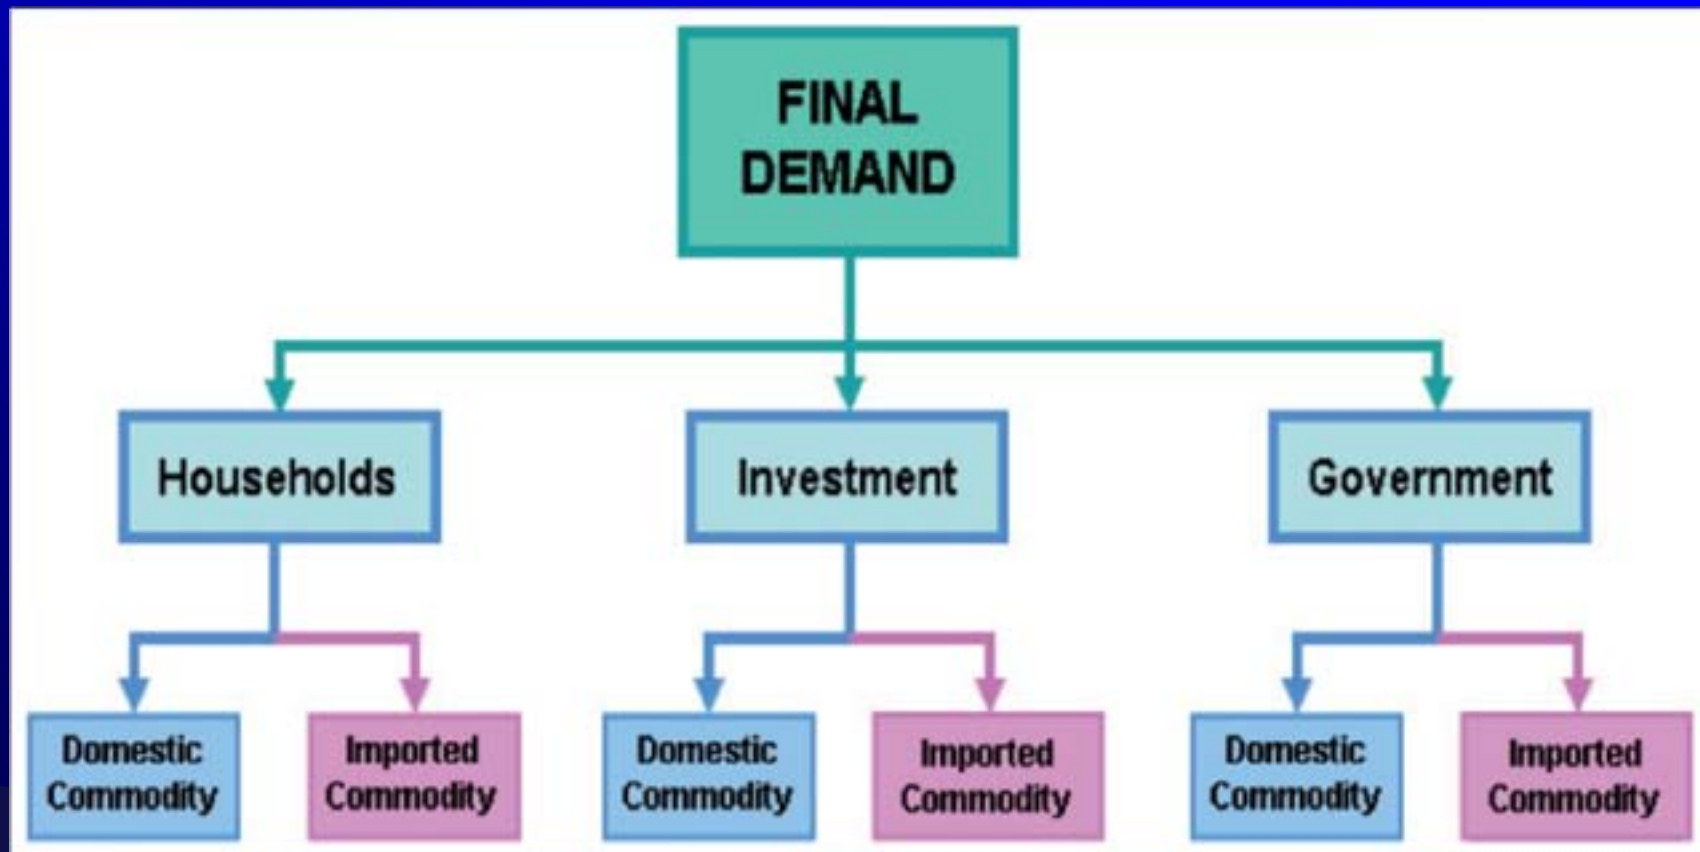 FINAL
DEMAND
Households
Investment
Government
Domestic
Commodity
Imported
Commodity
Domestic
Commodity
Imported
Commodity
Domestic
Commodity
Imported
Commodity